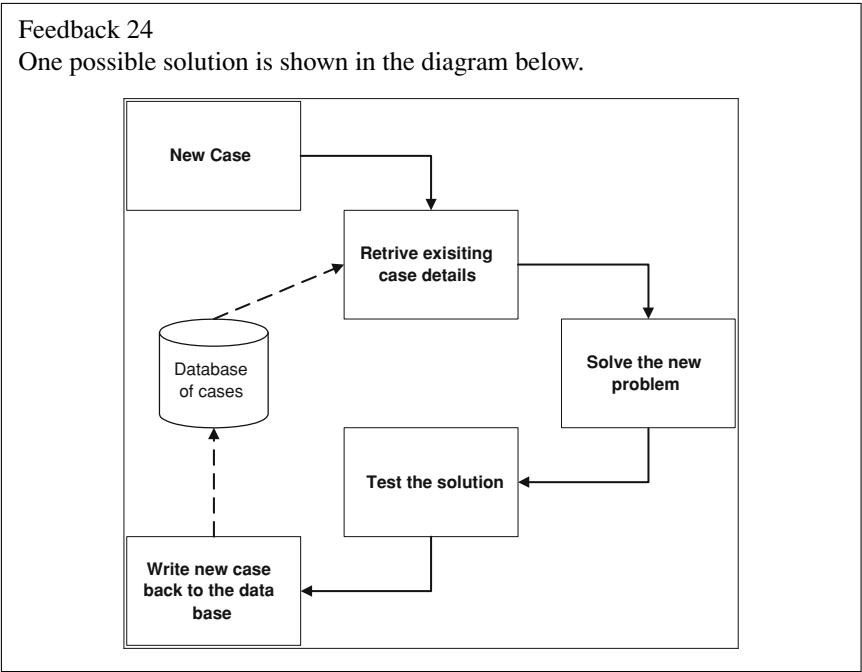 Feedback 24
One possible solution is shown in the diagram below.
New Case
Retrive exisiting
case details
Database
of cases
Solve the new
problem
Test the solution
Write new case
back to the data
base